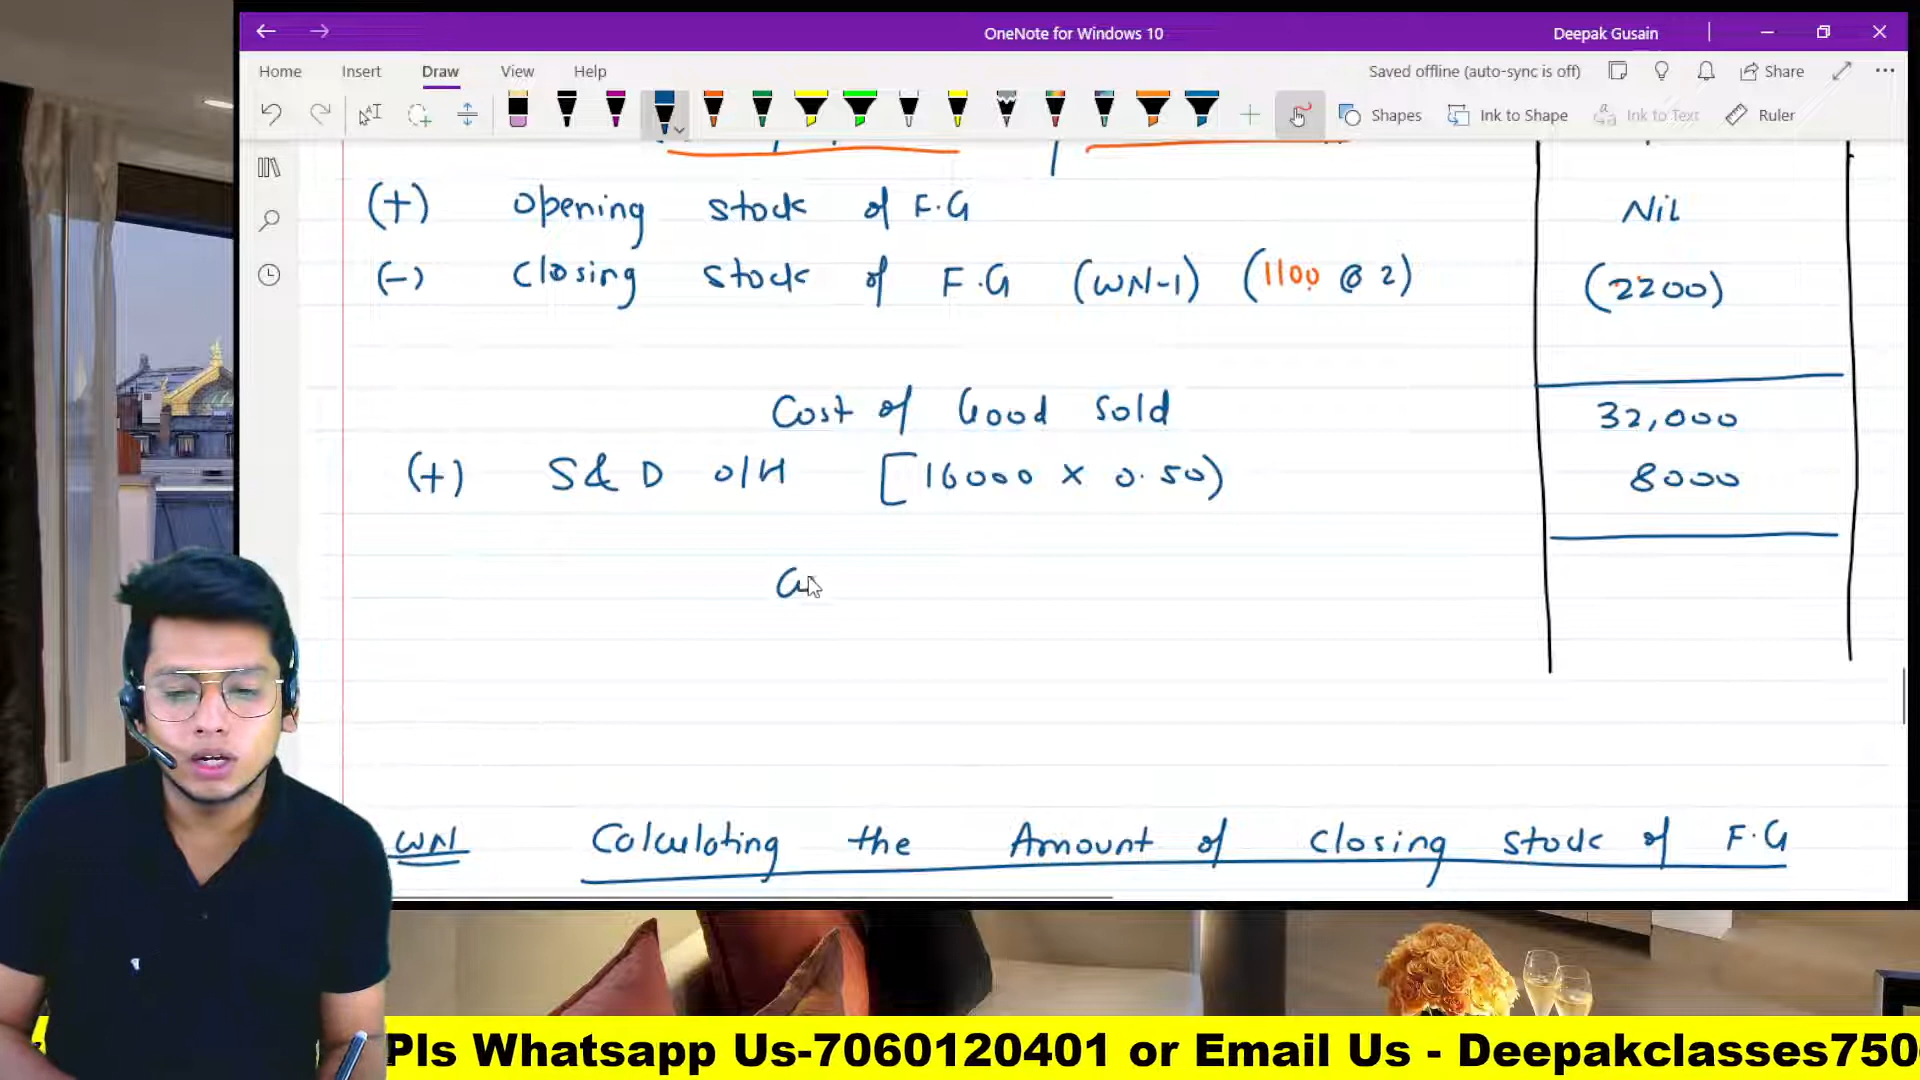 OneNote for Windows 10
Deepak Gusain
Home Insert Draw View Help
Saved offline (auto-sync is off) Share
Shapes Ink to Shape Ink to Text Ruler
(+) Opening stock of F.G Nil
(-) Closing stock of F.G (WN-1) (1100 @ 2) (2200)
Cost of Good Sold 32,000
(+) S & D O/H [16000 x 0.50) 8000
WN Calculating the Amount of Closing Stock of F.G
Pls Whatsapp Us-7060120401 or Email Us - Deepakclasses750